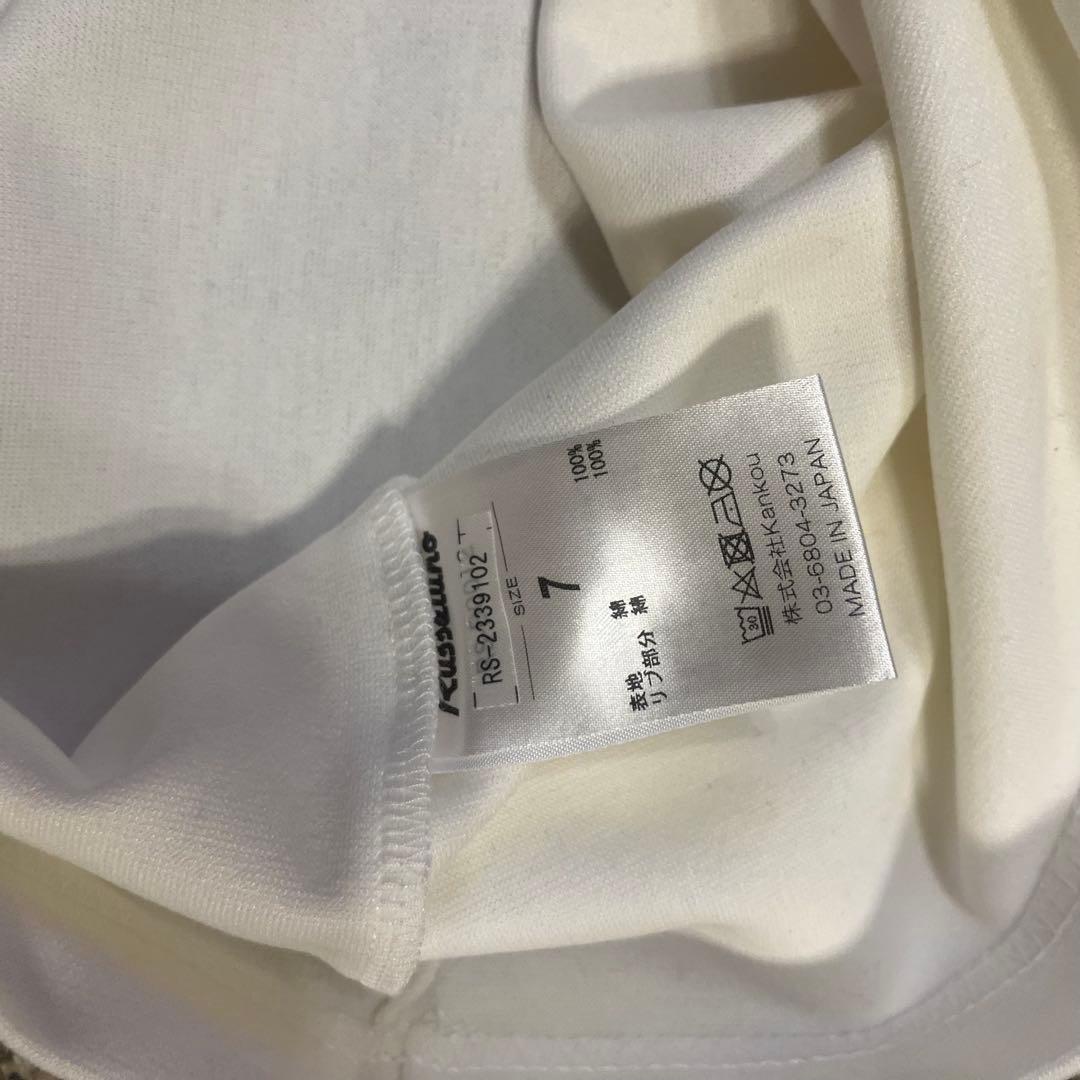 Russeluno
RS-2339102
SIZE
7
表地 綿 100%
リブ部分 綿 100%
30
株式会社Kankou
03-6804-3273
MADE IN JAPAN